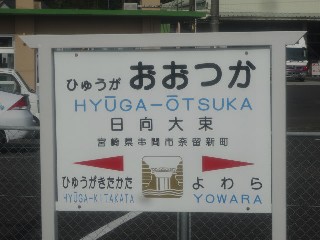 ひゅうが おおつか
HYŪGA-ŌTSUKA
日向大束
宮崎県串間市奈留新町
ひゅうがきたかた よわら
HYŪGA-KITAKATA YOWARA